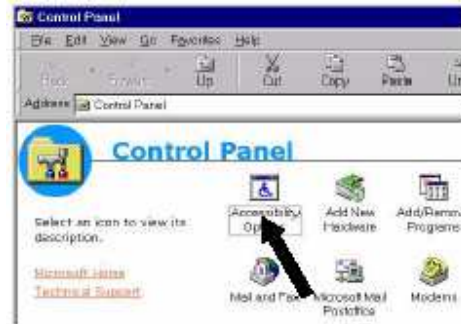 Control Panel
File Edit View Go Favorites Help
Up Cut Copy Paste
Address Control Panel
Control Panel
Select an icon to view its
description.
Microsoft Home
Technical Support
Accessibility
Add New
Hardware
Add/Remov
Programs
Mail and Fax
Microsoft Mail
Postoffice
Modems